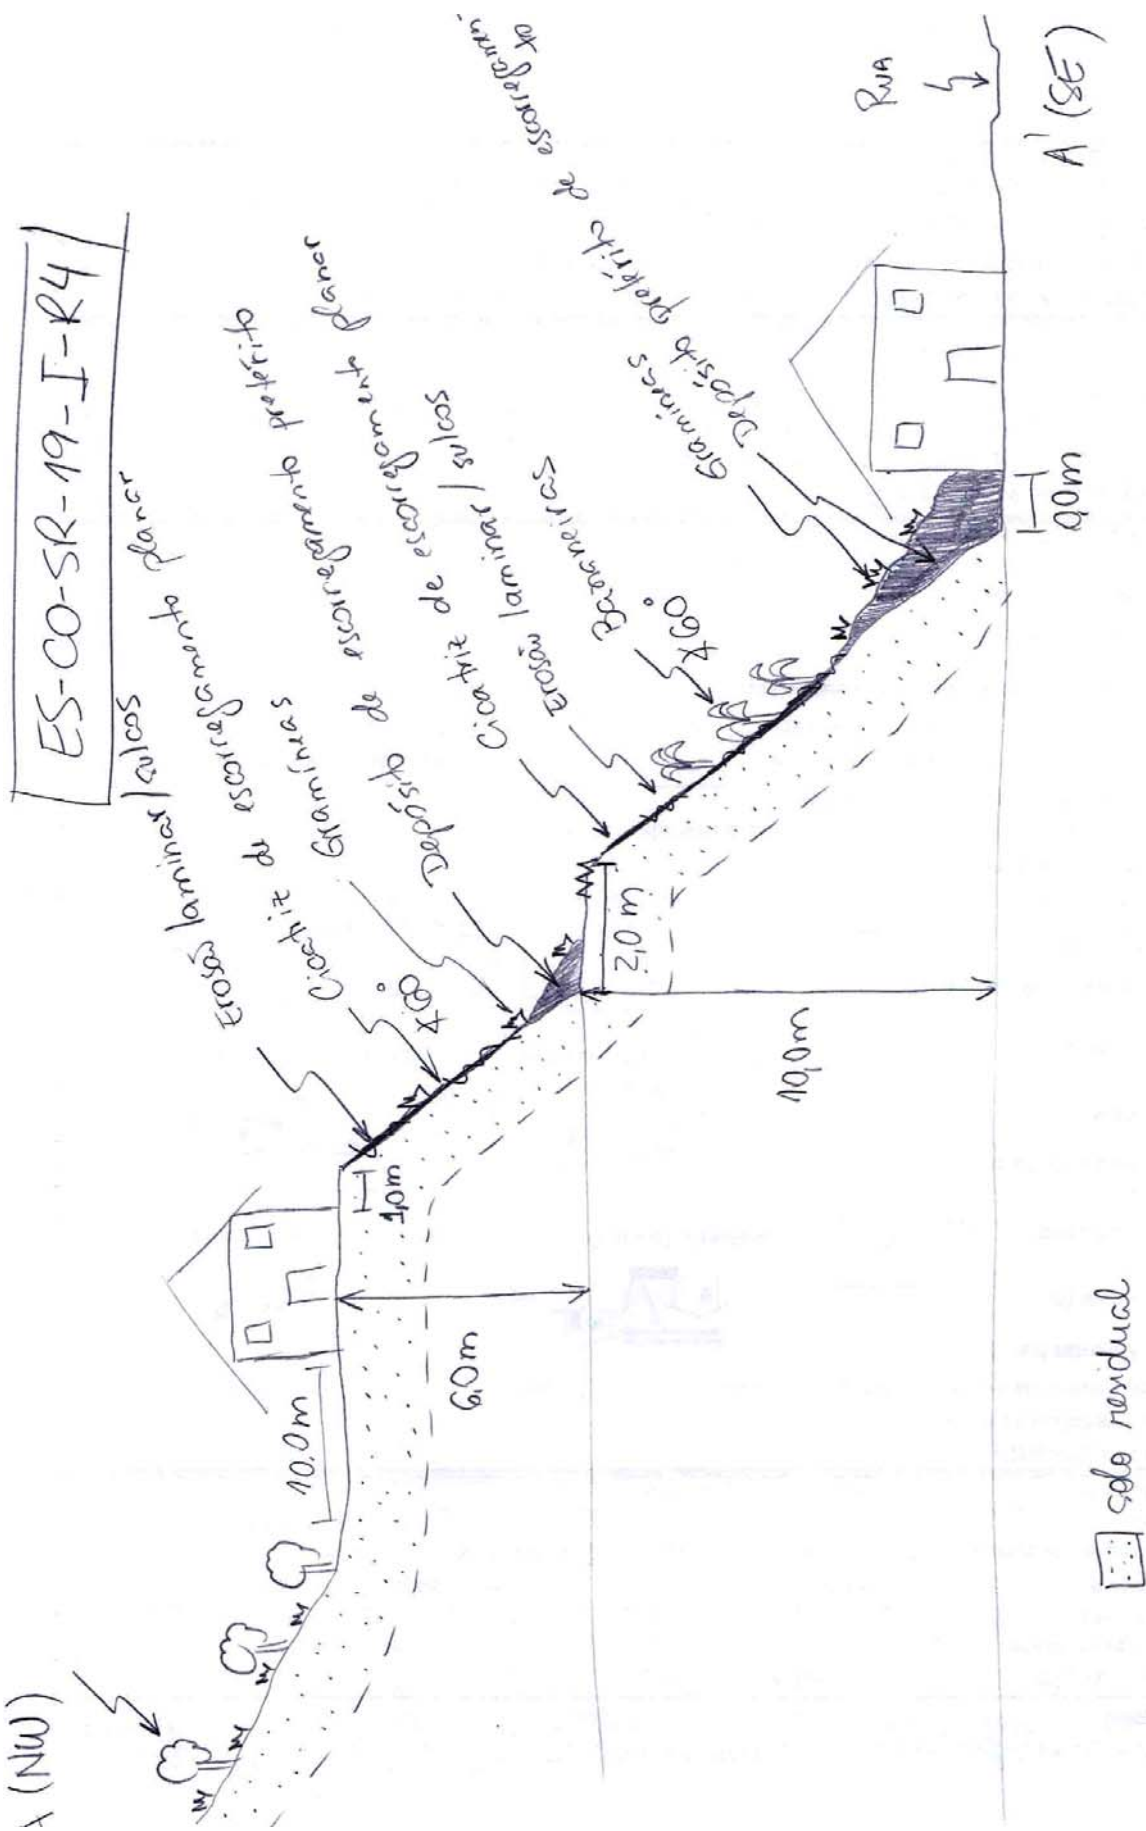 ES-CO-SR-19-I-R4
A (NW)
Erosão laminar/sulcos
Cicatriz de escorregamento planar
Gramíneas
Depósito de escorregamento pretérito
Cicatriz de escorregamento planar
Erosão laminar/sulcos
Bananeiras
Gramíneas
Depósito pretérito de escorregamen-
to
∡60°
∡60°
10,0m
1,0m
6,0m
2,0 m
10,0m
0,0m
RUA
A' (SE)
solo residual